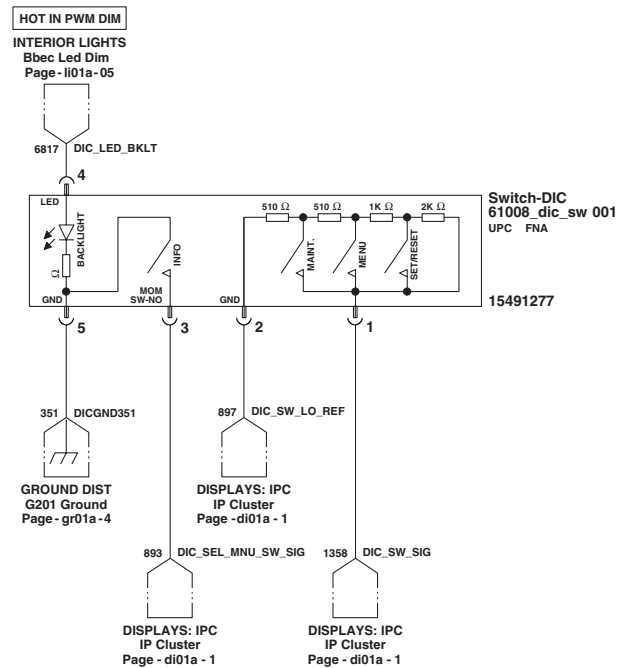 HOT IN PWM DIM
INTERIOR LIGHTS
Bbec Led Dim
Page - li01a - 05
6817 DIC_LED_BKLT
4
LED
BACKLIGHT
Ω
GND
INFO
MOM
SW-NO
510 Ω 510 Ω 1K Ω 2K Ω
MAINT.
MENU
SET/RESET
GND
Switch-DIC
61008_dic_sw 001
UPC FNA
15491277
5 3 2 1
351 DICGND351
897 DIC_SW_LO_REF
GROUND DIST
G201 Ground
Page - gr01a - 4
DISPLAYS: IPC
IP Cluster
Page - di01a - 1
893 DIC_SEL_MNU_SW_SIG
1358 DIC_SW_SIG
DISPLAYS: IPC
IP Cluster
Page - di01a - 1
DISPLAYS: IPC
IP Cluster
Page - di01a - 1